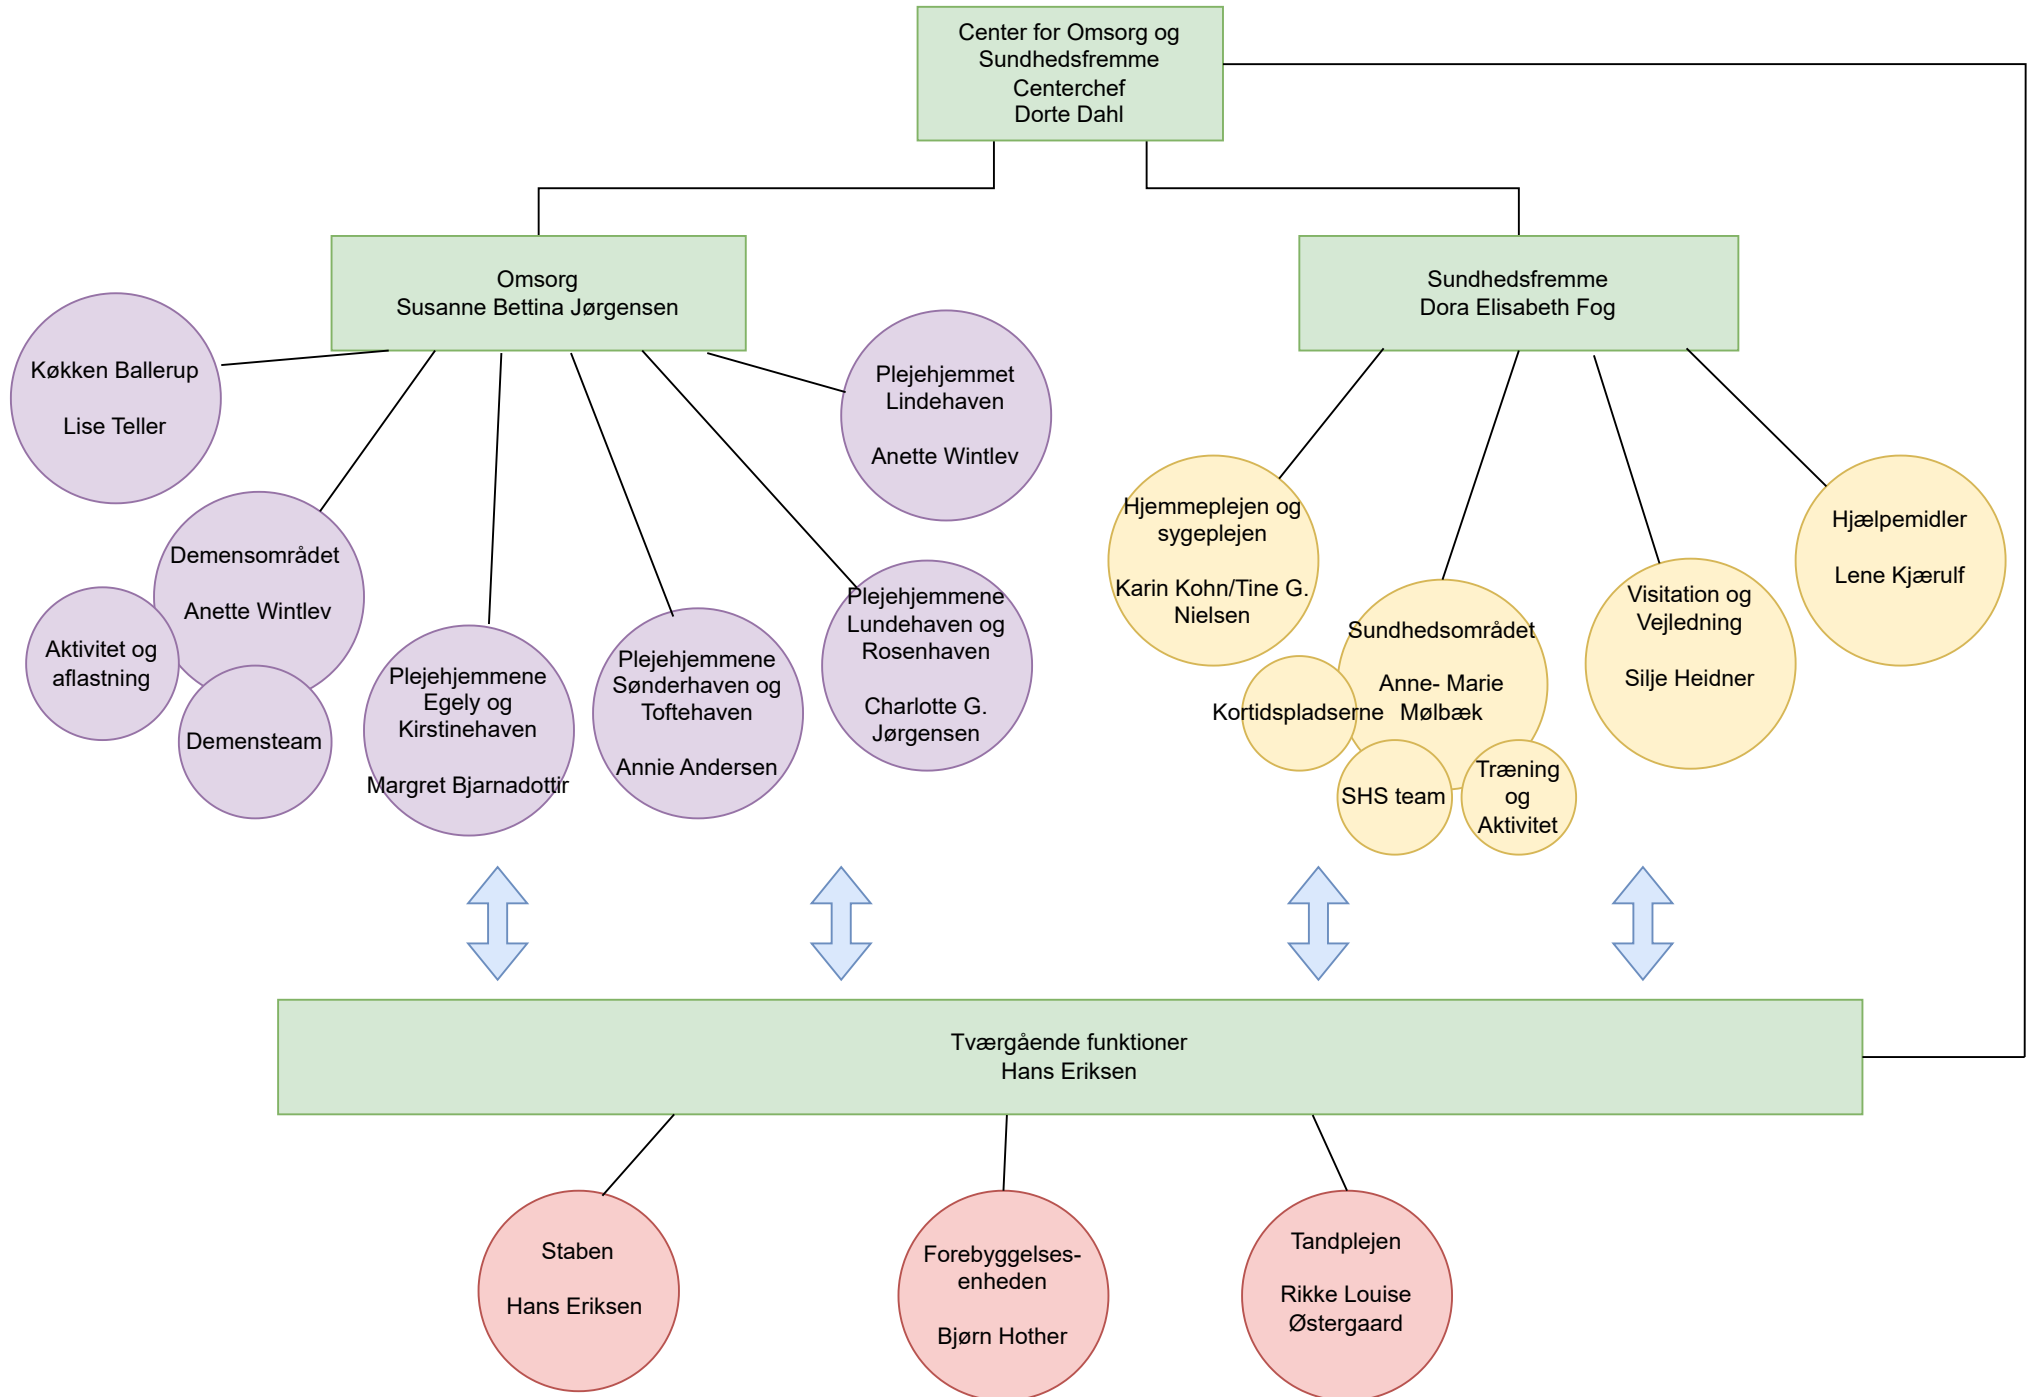 Center for Omsorg og
Sundhedsfremme
Centerchef
Dorte Dahl
Omsorg
Susanne Bettina Jørgensen
Sundhedsfremme
Dora Elisabeth Fog
Køkken Ballerup
Lise Teller
Demensområdet
Anette Wintlev
Aktivitet og
aflastning
Demensteam
Plejehjemmene
Egely og
Kirstinehaven
Margret Bjarnadottir
Plejehjemmene
Sønderhaven og
Toftehaven
Annie Andersen
Plejehjemmene
Lundehaven og
Rosenhaven
Charlotte G.
Jørgensen
Plejehjemmet
Lindehaven
Anette Wintlev
Hjemmeplejen og
sygeplejen
Karin Kohn/Tine G.
Nielsen
Sundhedsområdet
Anne- Marie
Mølbæk
Kortidspladserne
SHS team
Træning
og
Aktivitet
Visitation og
Vejledning
Silje Heidner
Hjælpemidler
Lene Kjærulf
Tværgående funktioner
Hans Eriksen
Staben
Hans Eriksen
Forebyggelses-
enheden
Bjørn Hother
Tandplejen
Rikke Louise
Østergaard